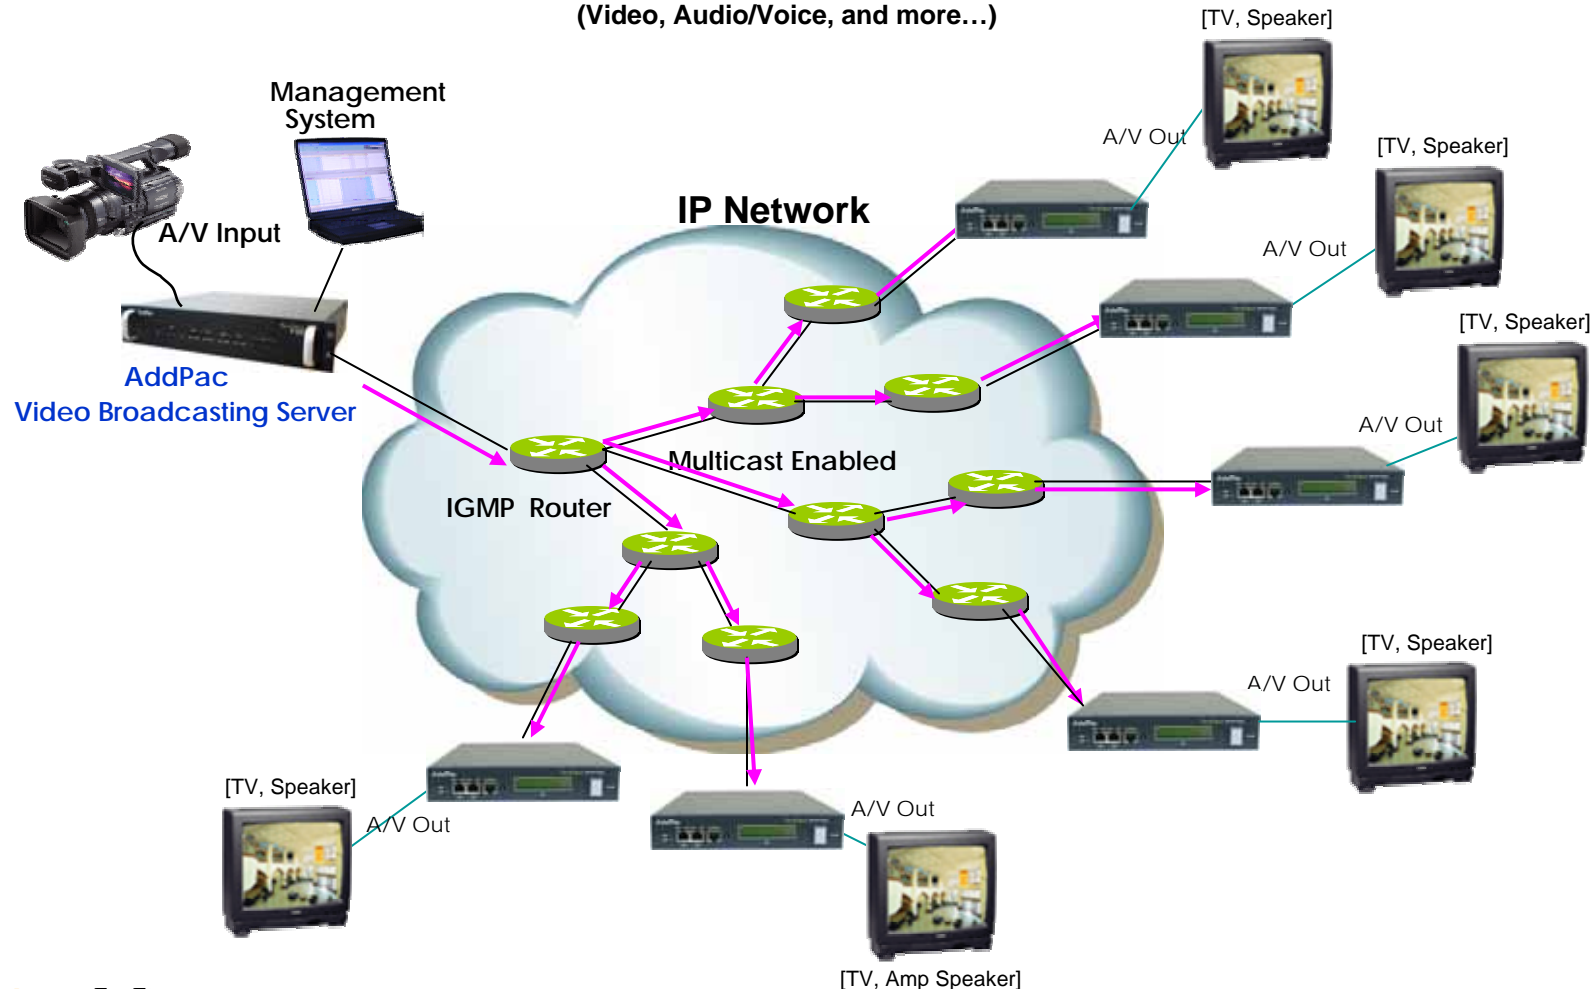 (Video, Audio/Voice, and more…)
[TV, Speaker]
Management
System
A/V Out
[TV, Speaker]
IP Network
A/V Input
A/V Out
[TV, Speaker]
AddPac
Video Broadcasting Server
A/V Out
Multicast Enabled
IGMP Router
[TV, Speaker]
A/V Out
[TV, Speaker]
A/V Out
A/V Out
[TV, Amp Speaker]